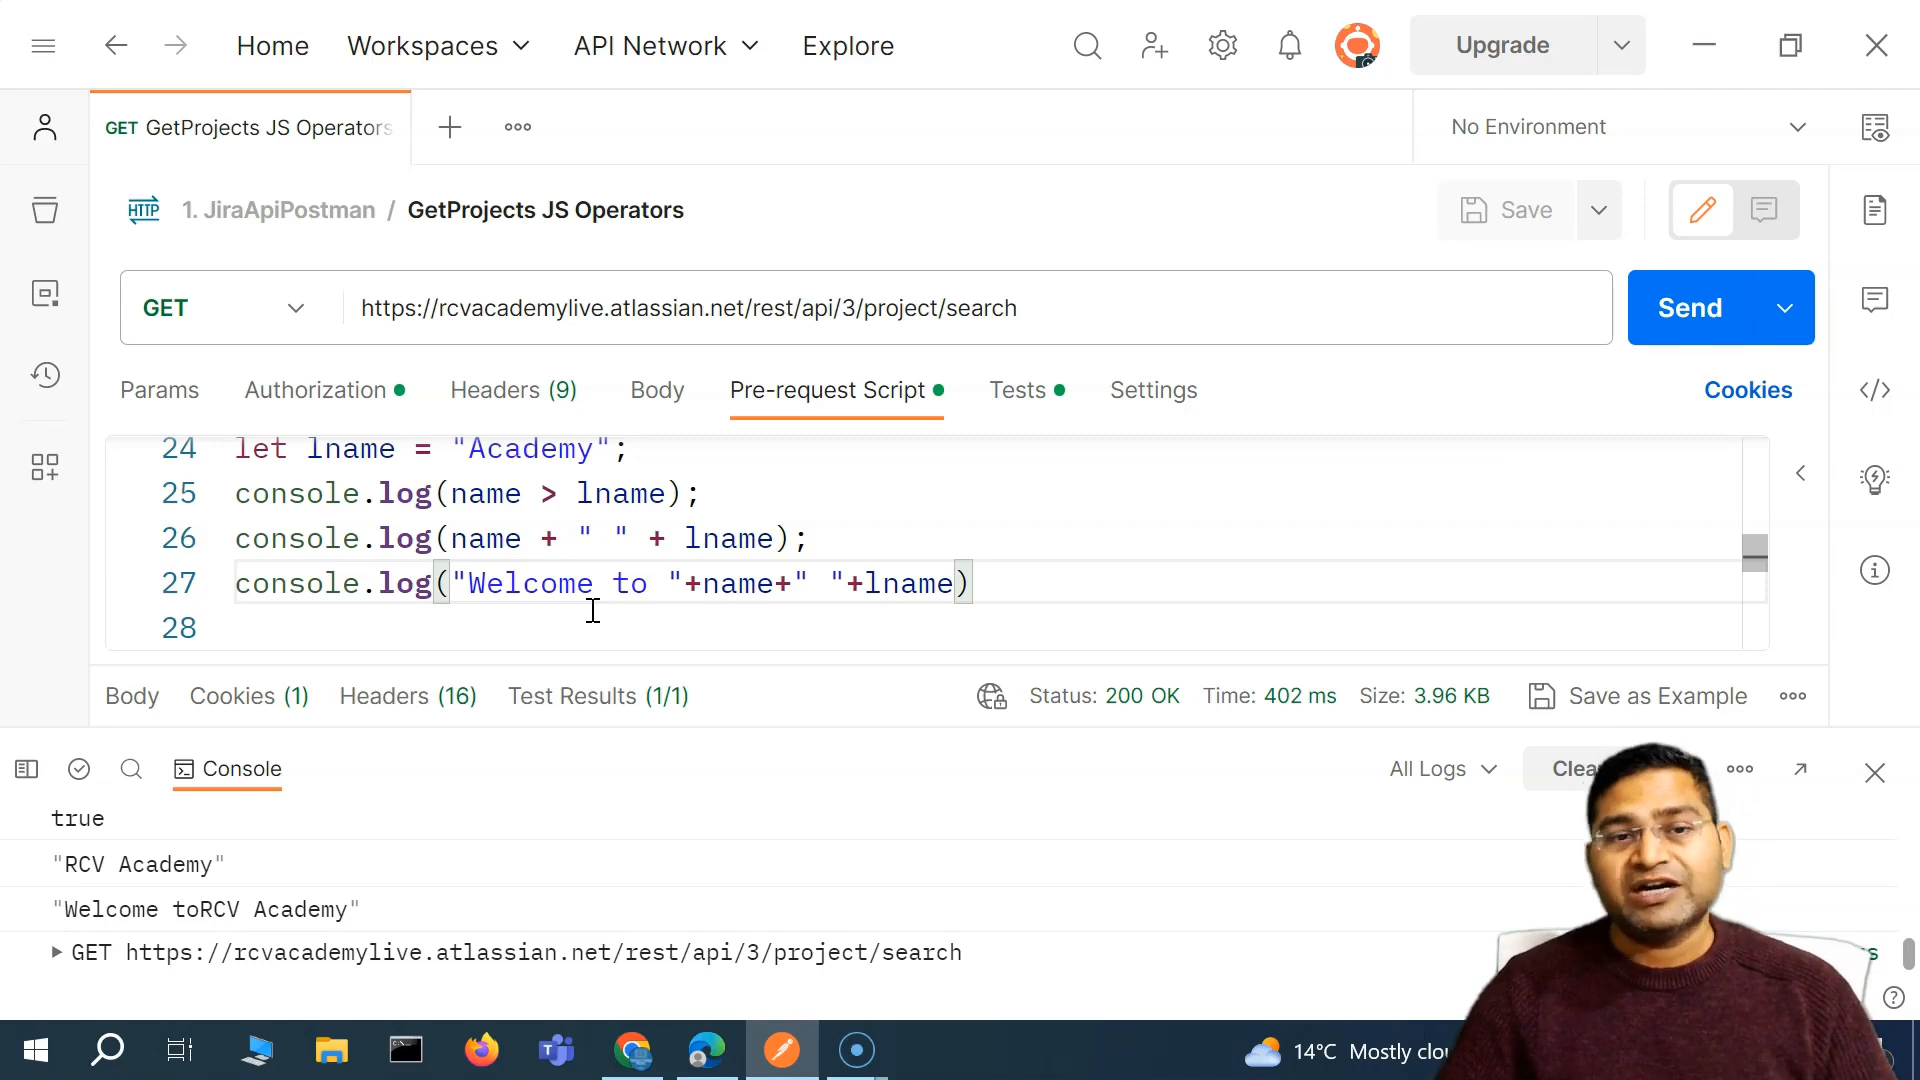 Home Workspaces API Network Explore Upgrade
GET GetProjects JS Operators No Environment
HTTP 1. JiraApiPostman / GetProjects JS Operators Save
GET https://rcvacademylive.atlassian.net/rest/api/3/project/search Send
Params Authorization Headers (9) Body Pre-request Script Tests Settings Cookies
24 let lname = "Academy";
25 console.log(name > lname);
26 console.log(name + " " + lname);
27 console.log("Welcome to "+name+" "+lname)
28
Body Cookies (1) Headers (16) Test Results (1/1) Status: 200 OK Time: 402 ms Size: 3.96 KB Save as Example
Console All Logs
true
"RCV Academy"
"Welcome toRCV Academy"
GET https://rcvacademylive.atlassian.net/rest/api/3/project/search
14°C Mostly